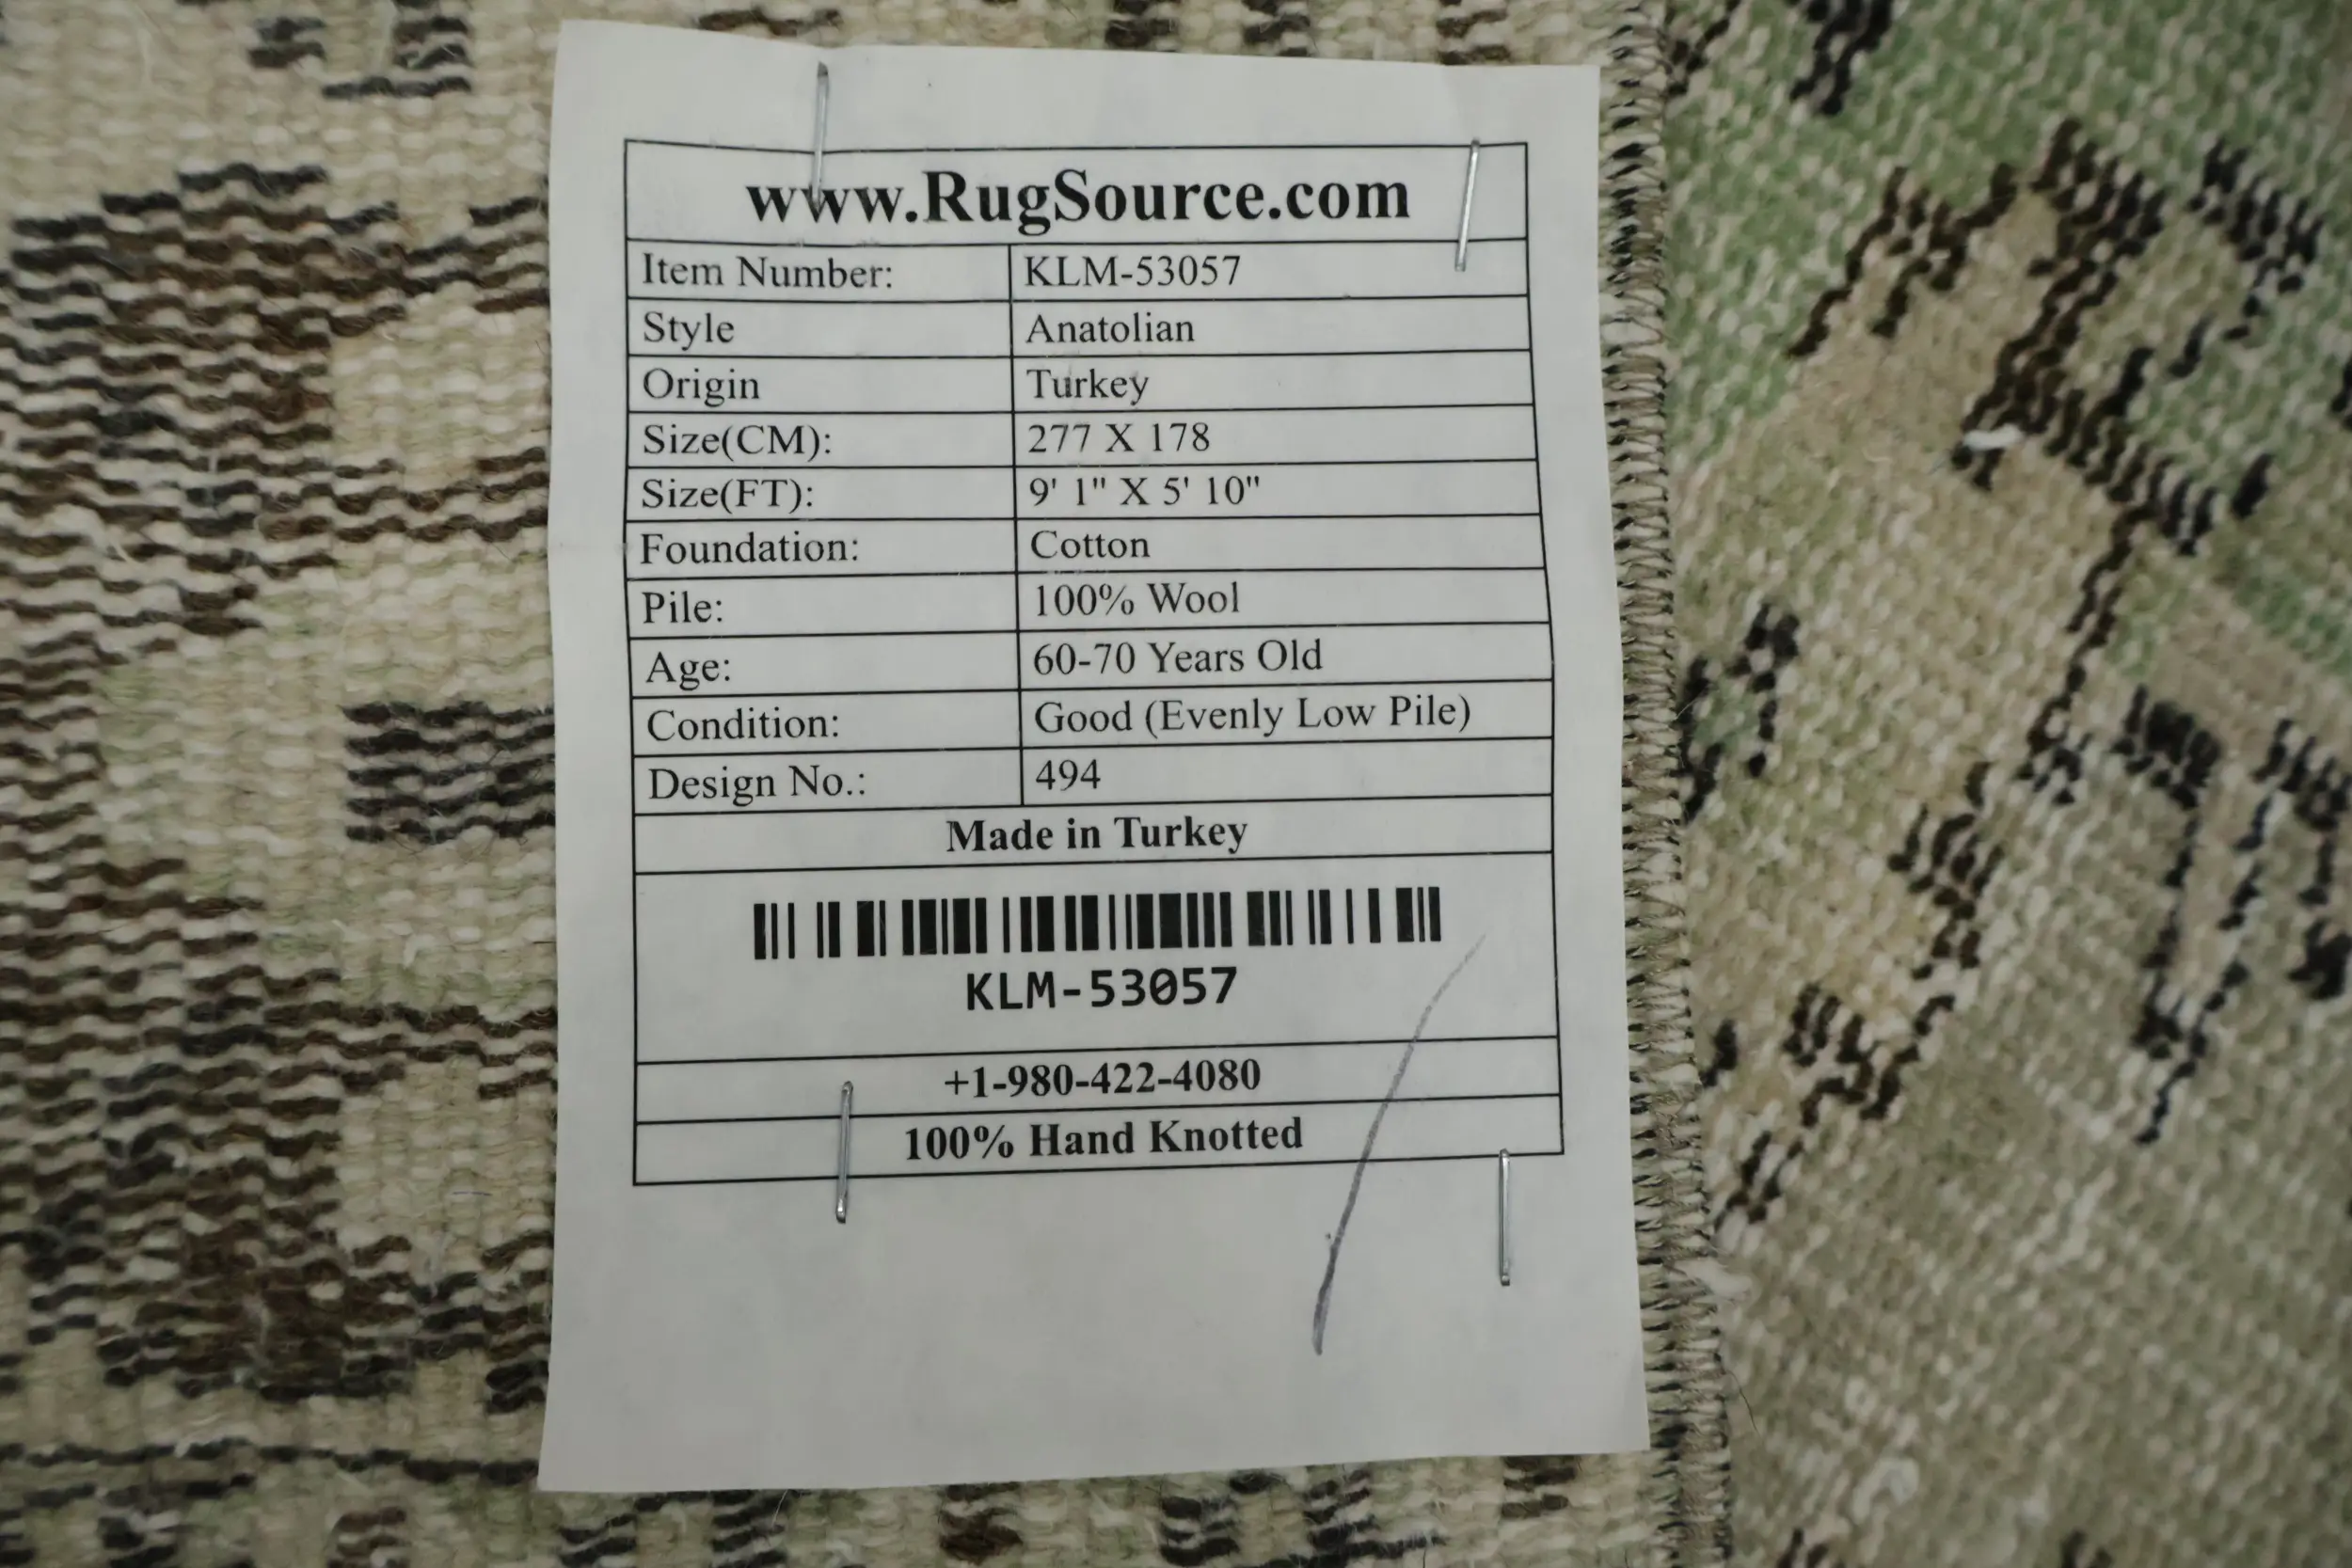 www.RugSource.com
Item Number: KLM-53057
Style Anatolian
Origin Turkey
Size(CM): 277 X 178
Size(FT): 9' 1" X 5' 10"
Foundation: Cotton
Pile: 100% Wool
Age: 60-70 Years Old
Condition: Good (Evenly Low Pile)
Design No.: 494
Made in Turkey
KLM-53057
+1-980-422-4080
100% Hand Knotted